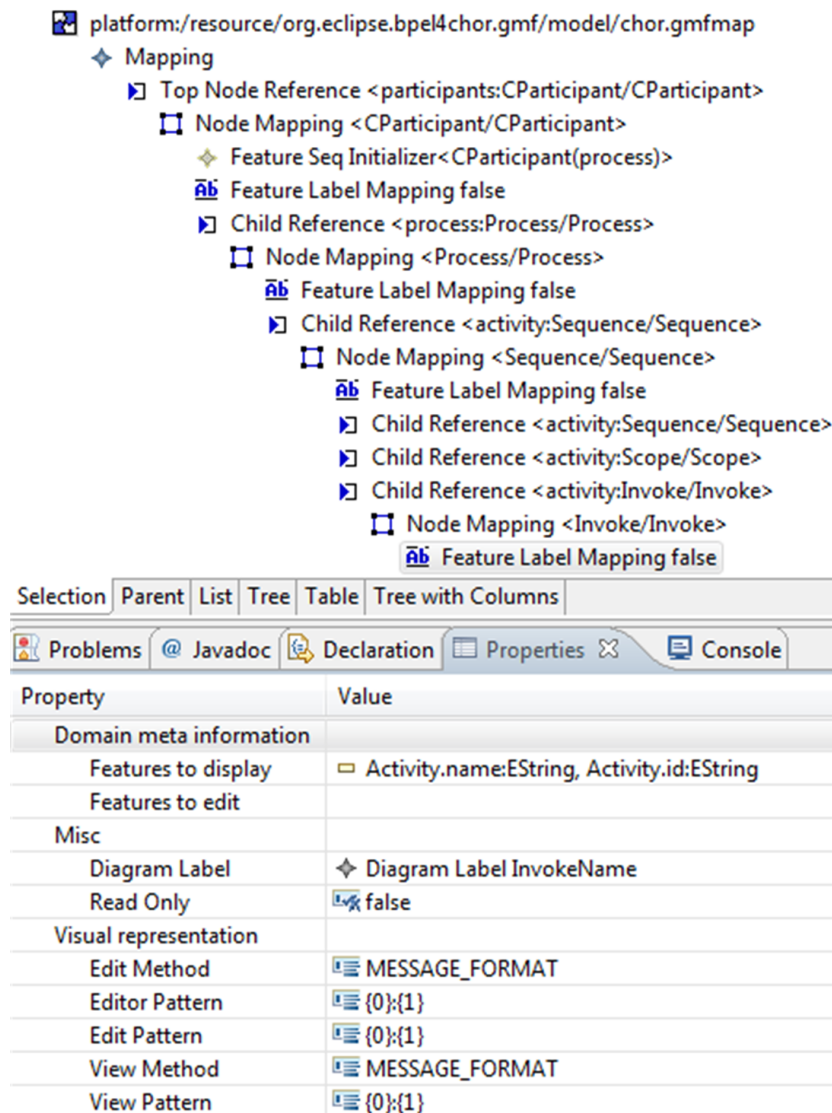 platform:/resource/org.eclipse.bpel4chor.gmf/model/chor.gmfmap
Mapping
Top Node Reference <participants:CParticipant/CParticipant>
Node Mapping <CParticipant/CParticipant>
Feature Seq Initializer<CParticipant(process)>
Ab Feature Label Mapping false
Child Reference <process:Process/Process>
Node Mapping <Process/Process>
Ab Feature Label Mapping false
Child Reference <activity:Sequence/Sequence>
Node Mapping <Sequence/Sequence>
Ab Feature Label Mapping false
Child Reference <activity:Sequence/Sequence>
Child Reference <activity:Scope/Scope>
Child Reference <activity:Invoke/Invoke>
Node Mapping <Invoke/Invoke>
Ab Feature Label Mapping false
Selection Parent List Tree Table Tree with Columns
Problems @ Javadoc Declaration Properties Console
Property Value
Domain meta information
Features to display Activity.name:EString, Activity.id:EString
Features to edit
Misc
Diagram Label Diagram Label InvokeName
Read Only false
Visual representation
Edit Method MESSAGE_FORMAT
Editor Pattern {0}:{1}
Edit Pattern {0}:{1}
View Method MESSAGE_FORMAT
View Pattern {0}:{1}